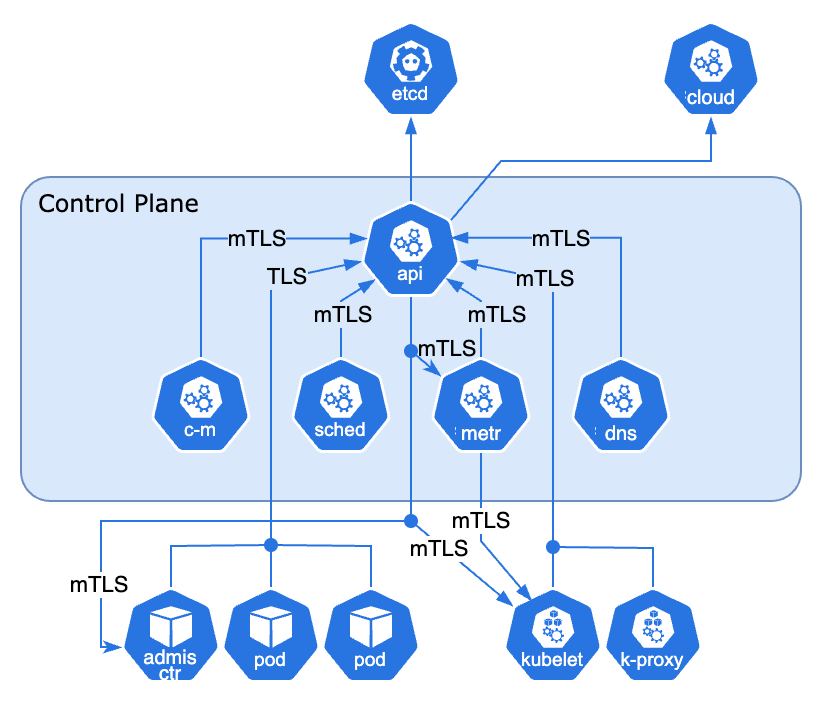 etcd
cloud
Control Plane
mTLS
api
mTLS
TLS
mTLS
mTLS
mTLS
mTLS
c-m
sched
metr
dns
mTLS
mTLS
mTLS
admis
ctr
pod
pod
kubelet
k-proxy